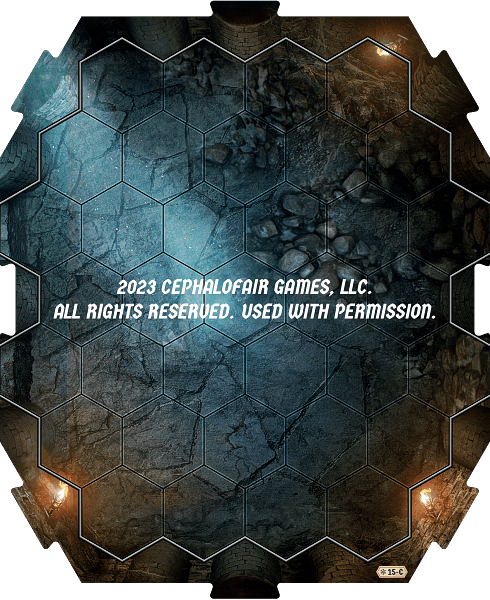 2023 CEPHALOFAIR GAMES, LLC.
ALL RIGHTS RESERVED. USED WITH PERMISSION.
15-C